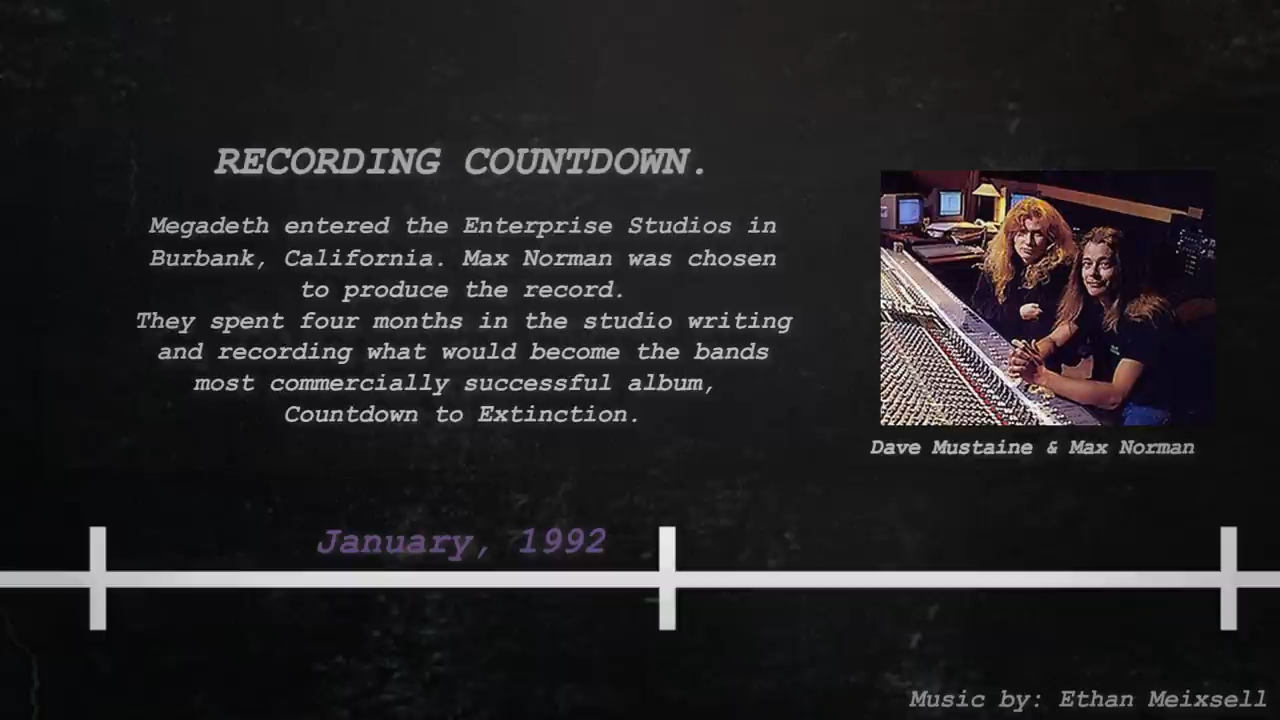 RECORDING COUNTDOWN.
Megadeth entered the Enterprise Studios in
Burbank, California. Max Norman was chosen
to produce the record.
They spent four months in the studio writing
and recording what would become the bands
most commercially successful album,
Countdown to Extinction.
Dave Mustaine & Max Norman
January, 1992
Music by: Ethan Meixsell